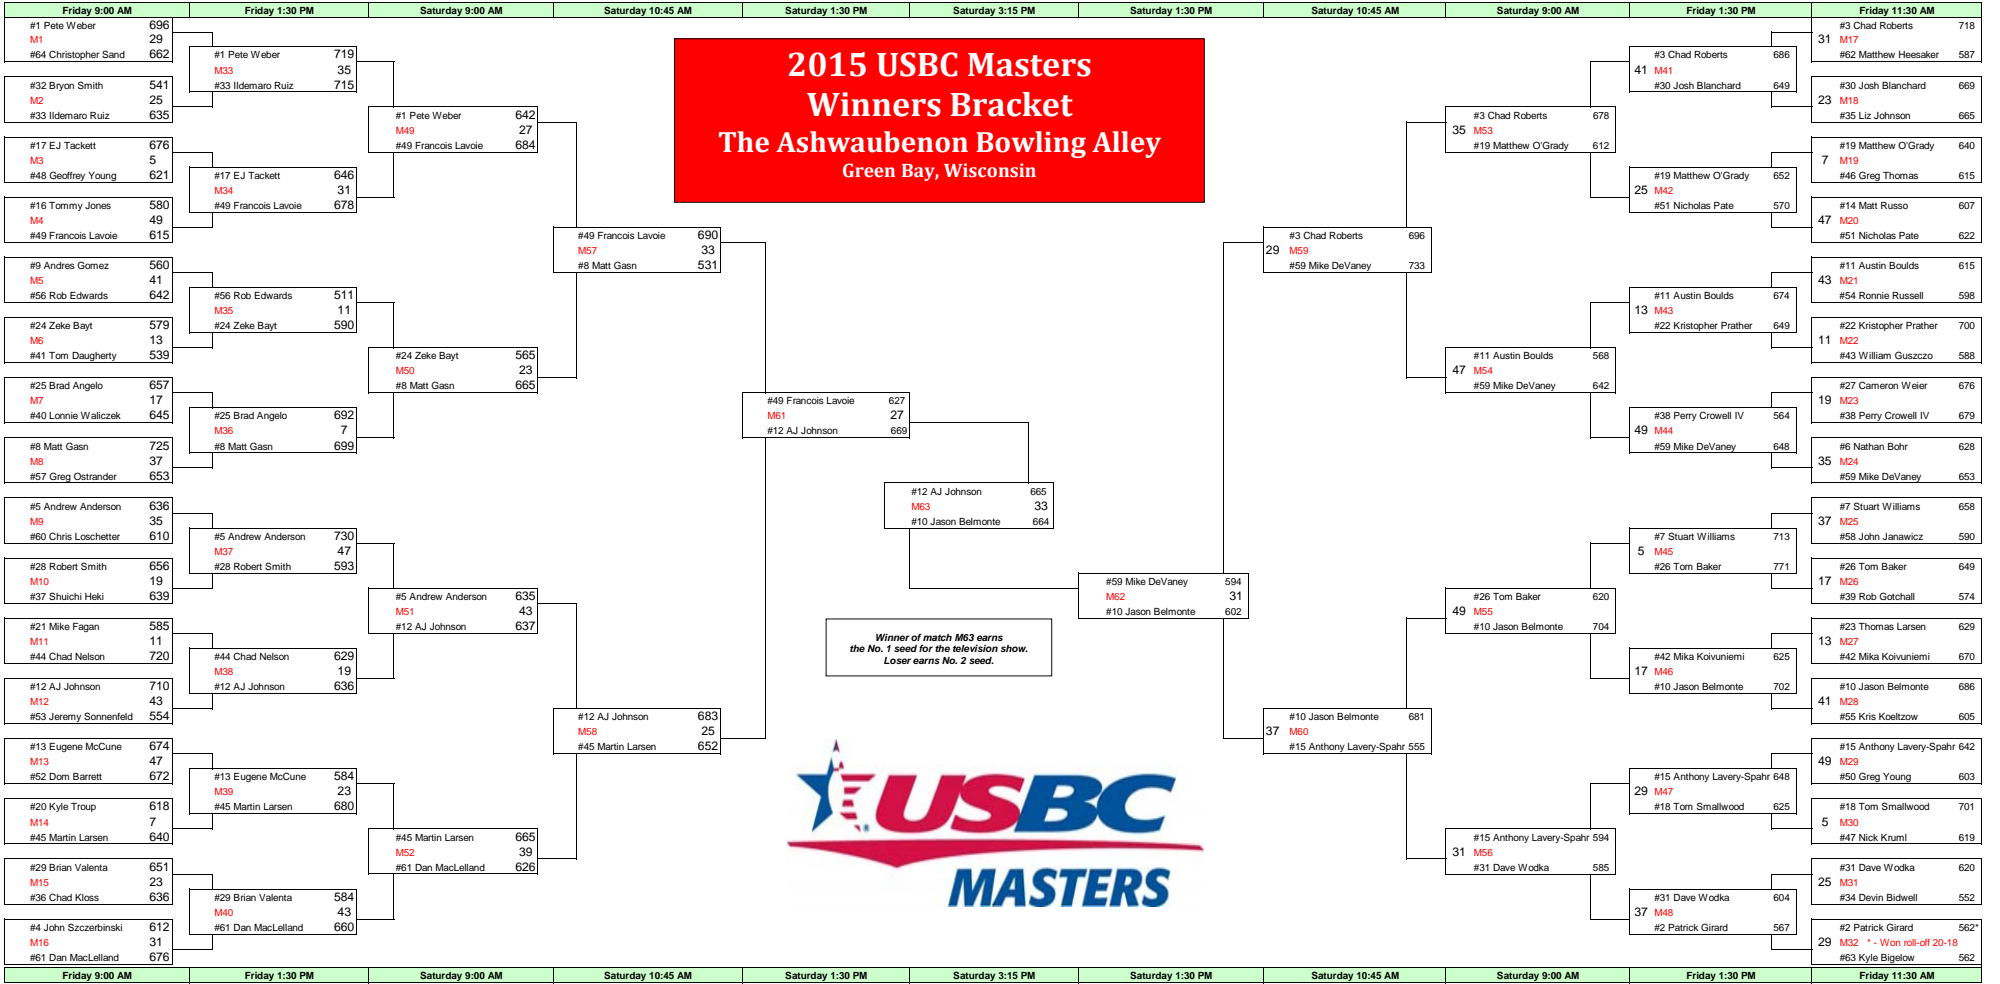 Friday 9:00 AM
Friday 1:30 PM
Saturday 9:00 AM
Saturday 10:45 AM
Saturday 1:30 PM
Saturday 3:15 PM
Saturday 1:30 PM
Saturday 10:45 AM
Saturday 9:00 AM
Friday 1:30 PM
Friday 11:30 AM
2015 USBC Masters
Winners Bracket
The Ashwaubenon Bowling Alley
Green Bay, Wisconsin
#1 Pete Weber 696
M1 29
#64 Christopher Sand 662
#32 Bryon Smith 541
M2 25
#33 Ildemaro Ruiz 635
#17 EJ Tackett 676
M3 5
#48 Geoffrey Young 621
#16 Tommy Jones 580
M4 49
#49 Francois Lavoie 615
#9 Andres Gomez 560
M5 41
#56 Rob Edwards 642
#24 Zeke Bayt 579
M6 13
#41 Tom Daugherty 539
#25 Brad Angelo 657
M7 17
#40 Lonnie Waliczek 645
#8 Matt Gasn 725
M8 37
#57 Greg Ostrander 653
#5 Andrew Anderson 636
M9 35
#60 Chris Loschetter 610
#28 Robert Smith 656
M10 19
#37 Shuichi Heki 639
#21 Mike Fagan 585
M11 11
#44 Chad Nelson 720
#12 AJ Johnson 710
M12 43
#53 Jeremy Sonnenfeld 554
#13 Eugene McCune 674
M13 47
#52 Dom Barrett 672
#20 Kyle Troup 618
M14 7
#45 Martin Larsen 640
#29 Brian Valenta 651
M15 23
#36 Chad Kloss 636
#4 John Szczerbinski 612
M16 31
#61 Dan MacLelland 676
#1 Pete Weber 719
M33 35
#33 Ildemaro Ruiz 715
#17 EJ Tackett 646
M34 31
#49 Francois Lavoie 678
#56 Rob Edwards 511
M35 11
#24 Zeke Bayt 590
#25 Brad Angelo 692
M36 7
#8 Matt Gasn 699
#5 Andrew Anderson 730
M37 47
#28 Robert Smith 593
#44 Chad Nelson 629
M38 19
#12 AJ Johnson 636
#13 Eugene McCune 584
M39 23
#45 Martin Larsen 680
#29 Brian Valenta 584
M40 43
#61 Dan MacLelland 660
#1 Pete Weber 642
M49 27
#49 Francois Lavoie 684
#24 Zeke Bayt 565
M50 23
#8 Matt Gasn 665
#5 Andrew Anderson 635
M51 43
#12 AJ Johnson 637
#45 Martin Larsen 665
M52 39
#61 Dan MacLelland 626
#49 Francois Lavoie 690
M57 33
#8 Matt Gasn 531
#12 AJ Johnson 683
M58 25
#45 Martin Larsen 652
#49 Francois Lavoie 627
M61 27
#12 AJ Johnson 669
#12 AJ Johnson 665
M63 33
#10 Jason Belmonte 664
Winner of match M63 earns
the No. 1 seed for the television show.
Loser earns No. 2 seed.
USBC
MASTERS
#59 Mike DeVaney 594
M62 31
#10 Jason Belmonte 602
#3 Chad Roberts 696
29 M59
#59 Mike DeVaney 733
#10 Jason Belmonte 681
37 M60
#15 Anthony Lavery-Spahr 555
#3 Chad Roberts 678
35 M53
#19 Matthew O'Grady 612
#11 Austin Boulds 568
47 M54
#59 Mike DeVaney 642
#26 Tom Baker 620
49 M55
#10 Jason Belmonte 704
#15 Anthony Lavery-Spahr 594
31 M56
#31 Dave Wodka 585
#3 Chad Roberts 686
41 M41
#30 Josh Blanchard 649
#19 Matthew O'Grady 652
25 M42
#51 Nicholas Pate 570
#11 Austin Boulds 674
13 M43
#22 Kristopher Prather 649
#38 Perry Crowell IV 564
49 M44
#59 Mike DeVaney 648
#7 Stuart Williams 713
5 M45
#26 Tom Baker 771
#42 Mika Koivuniemi 625
17 M46
#10 Jason Belmonte 702
#15 Anthony Lavery-Spahr 648
29 M47
#18 Tom Smallwood 625
#31 Dave Wodka 604
37 M48
#2 Patrick Girard 567
#3 Chad Roberts 718
31 M17
#62 Matthew Heesaker 587
#30 Josh Blanchard 669
23 M18
#35 Liz Johnson 665
#19 Matthew O'Grady 640
7 M19
#46 Greg Thomas 615
#14 Matt Russo 607
47 M20
#51 Nicholas Pate 622
#11 Austin Boulds 615
43 M21
#54 Ronnie Russell 598
#22 Kristopher Prather 700
11 M22
#43 William Guszczo 588
#27 Cameron Weier 676
19 M23
#38 Perry Crowell IV 679
#6 Nathan Bohr 628
35 M24
#59 Mike DeVaney 653
#7 Stuart Williams 658
37 M25
#58 John Janawicz 590
#26 Tom Baker 649
17 M26
#39 Rob Gotchall 574
#23 Thomas Larsen 629
13 M27
#42 Mika Koivuniemi 670
#10 Jason Belmonte 686
41 M28
#55 Kris Koeltzow 605
#15 Anthony Lavery-Spahr 642
49 M29
#50 Greg Young 603
#18 Tom Smallwood 701
5 M30
#47 Nick Kruml 619
#31 Dave Wodka 620
25 M31
#34 Devin Bidwell 552
#2 Patrick Girard 562*
29 M32 * - Won roll-off 20-18
#63 Kyle Bigelow 562
Friday 9:00 AM
Friday 1:30 PM
Saturday 9:00 AM
Saturday 10:45 AM
Saturday 1:30 PM
Saturday 3:15 PM
Saturday 1:30 PM
Saturday 10:45 AM
Saturday 9:00 AM
Friday 1:30 PM
Friday 11:30 AM